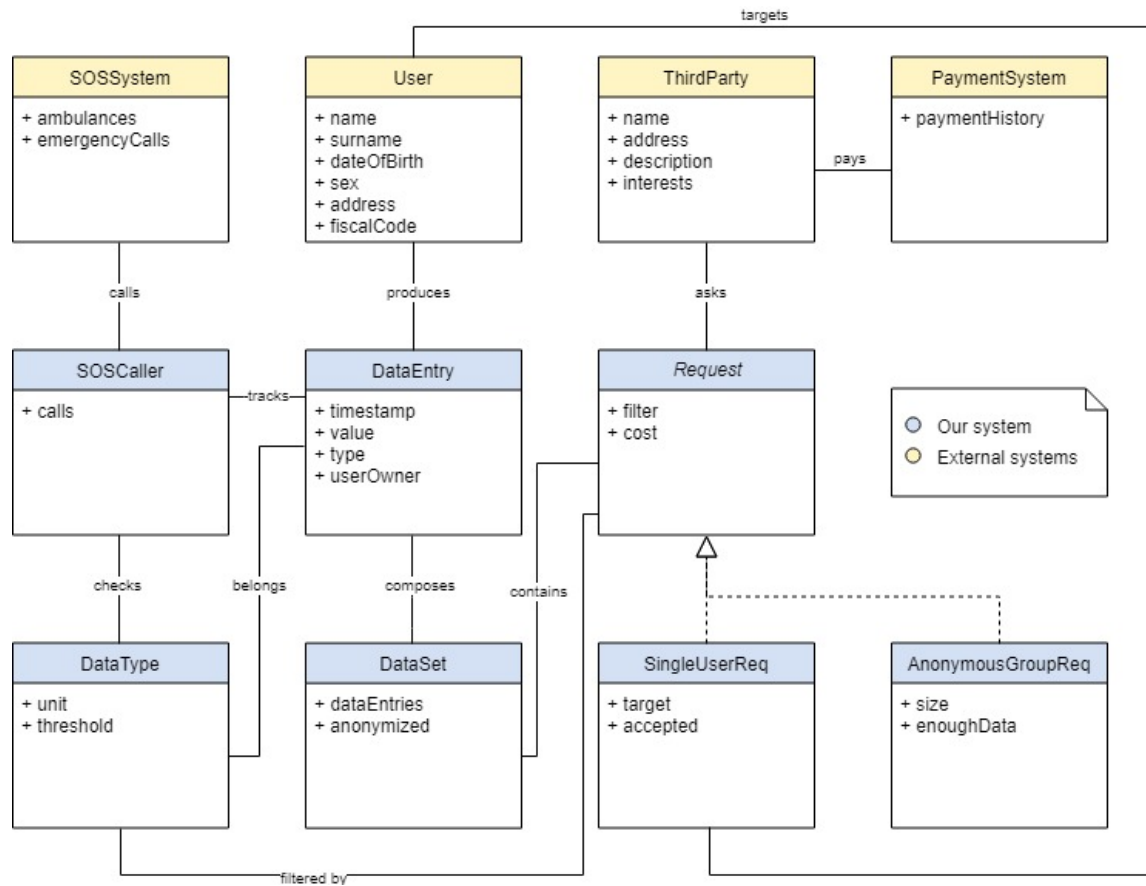 targets
SOSSystem
+ ambulances
+ emergencyCalls
User
+ name
+ surname
+ dateOfBirth
+ sex
+ address
+ fiscalCode
ThirdParty
+ name
+ address
+ description
+ interests
pays
PaymentSystem
+ paymentHistory
calls
produces
asks
SOSCaller
+ calls
tracks
DataEntry
+ timestamp
+ value
+ type
+ userOwner
Request
+ filter
+ cost
Our system
External systems
checks
belongs
composes
contains
DataType
+ unit
+ threshold
DataSet
+ dataEntries
+ anonymized
SingleUserReq
+ target
+ accepted
AnonymousGroupReq
+ size
+ enoughData
filtered by